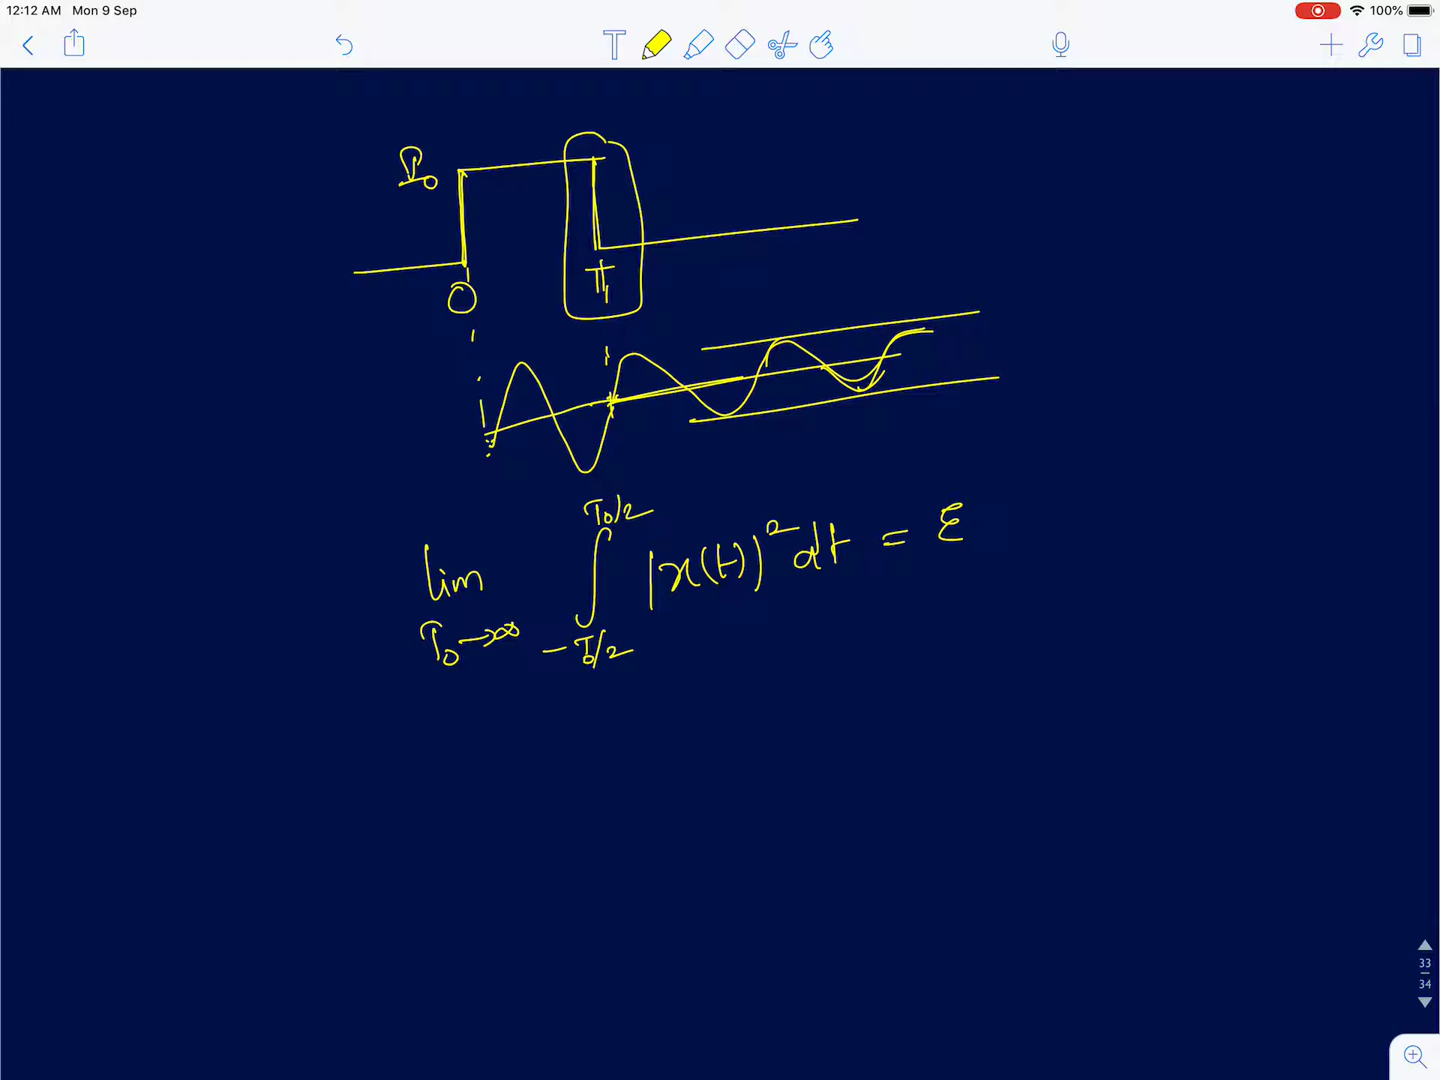 12:12 AM Mon 9 Sep
100%
T
P₀
0
T₁
lim T₀→∞ ∫_{-T₀/2}^{T₀/2} |x(t)|² dt = ε
33
34